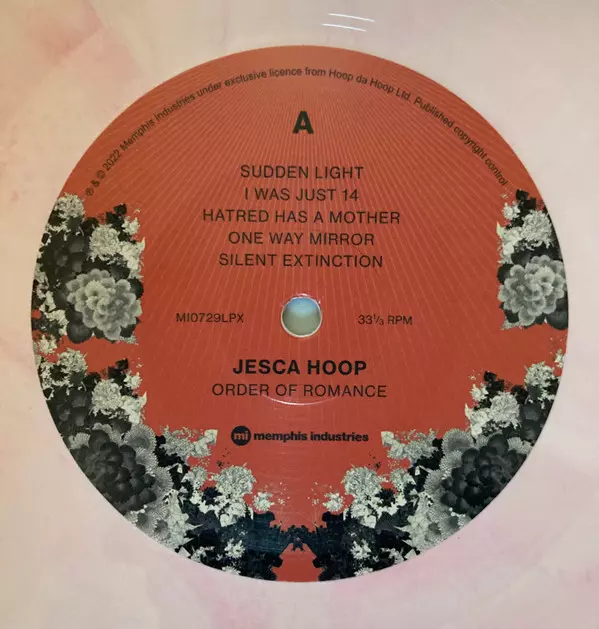 ℗ & © 2022 Memphis Industries under exclusive licence from Hoop da Hoop Ltd. Published copyright control
A
SUDDEN LIGHT
I WAS JUST 14
HATRED HAS A MOTHER
ONE WAY MIRROR
SILENT EXTINCTION
MI0729LPX 33⅓ RPM
JESCA HOOP
ORDER OF ROMANCE
mi memphis industries